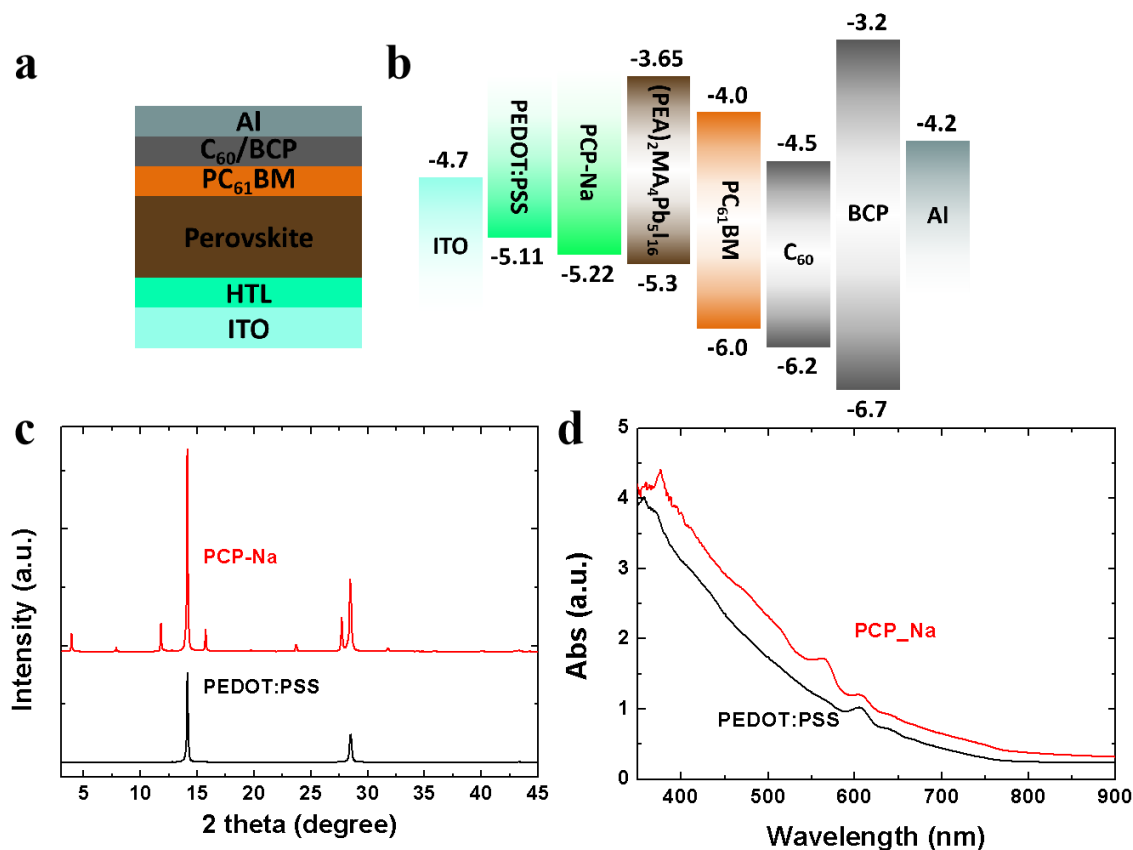 a
Al
C₆₀/BCP
PC₆₁BM
Perovskite
HTL
ITO
b
-4.7
ITO
PEDOT:PSS
-5.11
PCP-Na
-5.22
-3.65
(PEA)₂MA₄Pb₅I₁₆
-5.3
-4.0
PC₆₁BM
-6.0
-4.5
C₆₀
-6.2
-3.2
BCP
-6.7
-4.2
Al
c
Intensity (a.u.)
PCP-Na
PEDOT:PSS
5 10 15 20 25 30 35 40 45
2 theta (degree)
d
Abs (a.u.)
5
4
3
2
1
0
PCP_Na
PEDOT:PSS
400 500 600 700 800 900
Wavelength (nm)